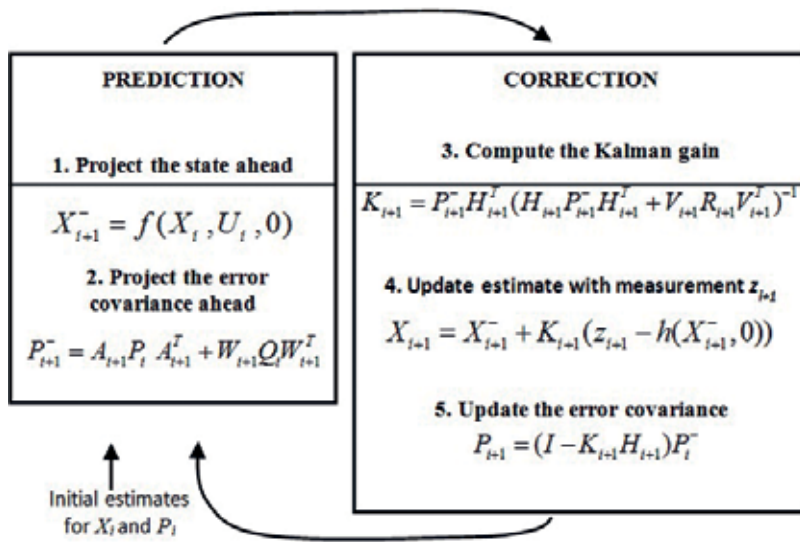 PREDICTION
1. Project the state ahead
X⁻ₜ₊₁ = f(Xₜ, Uₜ, 0)
2. Project the error
covariance ahead
P⁻ₜ₊₁ = Aₜ₊₁Pₜ Aᵀₜ₊₁ + Wₜ₊₁QₜWᵀₜ₊₁
Initial estimates
for Xₜ and Pₜ
CORRECTION
3. Compute the Kalman gain
Kₜ₊₁ = P⁻ₜ₊₁Hᵀₜ₊₁(Hₜ₊₁P⁻ₜ₊₁Hᵀₜ₊₁ + Vₜ₊₁Rₜ₊₁Vᵀₜ₊₁)⁻¹
4. Update estimate with measurement zₜ₊₁
Xₜ₊₁ = X⁻ₜ₊₁ + Kₜ₊₁(zₜ₊₁ − h(X⁻ₜ₊₁, 0))
5. Update the error covariance
Pₜ₊₁ = (I − Kₜ₊₁Hₜ₊₁)P⁻ₜ